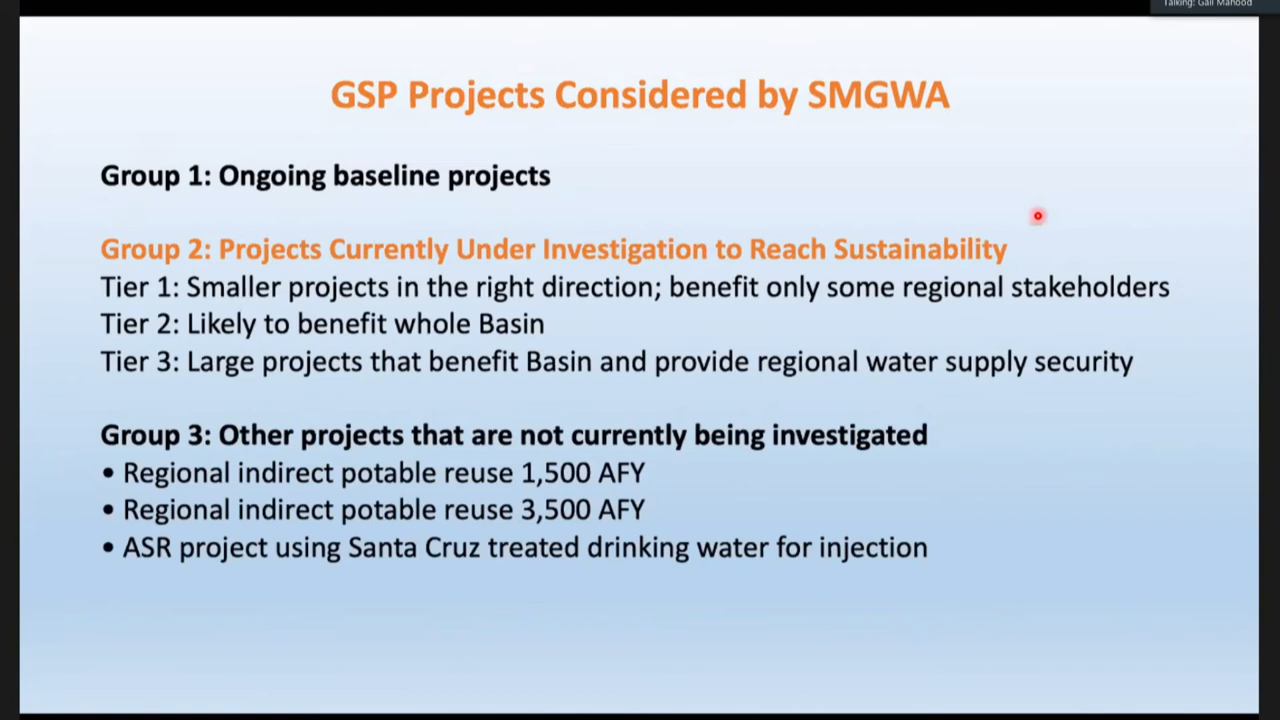 Talking: Gail Mahood
GSP Projects Considered by SMGWA
Group 1: Ongoing baseline projects
Group 2: Projects Currently Under Investigation to Reach Sustainability
Tier 1: Smaller projects in the right direction; benefit only some regional stakeholders
Tier 2: Likely to benefit whole Basin
Tier 3: Large projects that benefit Basin and provide regional water supply security
Group 3: Other projects that are not currently being investigated
• Regional indirect potable reuse 1,500 AFY
• Regional indirect potable reuse 3,500 AFY
• ASR project using Santa Cruz treated drinking water for injection